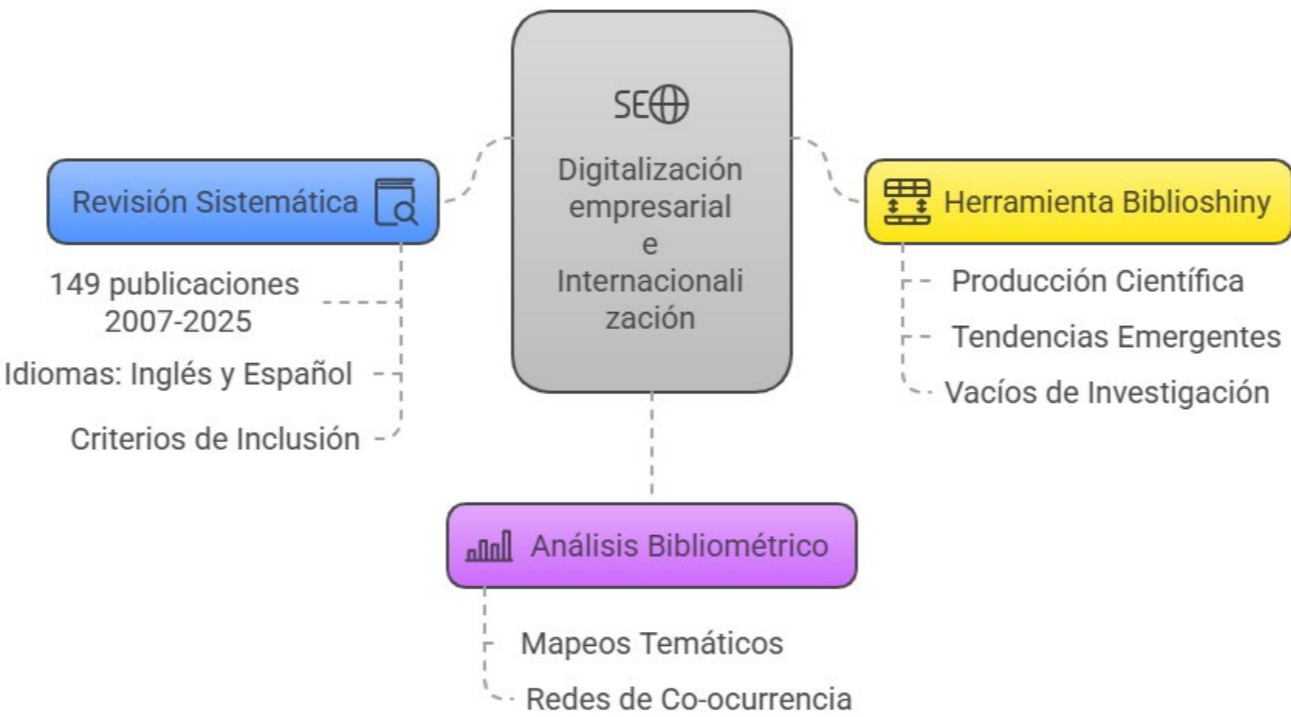 SEO
Digitalización
empresarial
e
Internacionali
zación
Revisión Sistemática
149 publicaciones
2007-2025
Idiomas: Inglés y Español
Criterios de Inclusión
Herramienta Biblioshiny
Producción Científica
Tendencias Emergentes
Vacíos de Investigación
Análisis Bibliométrico
Mapeos Temáticos
Redes de Co-ocurrencia